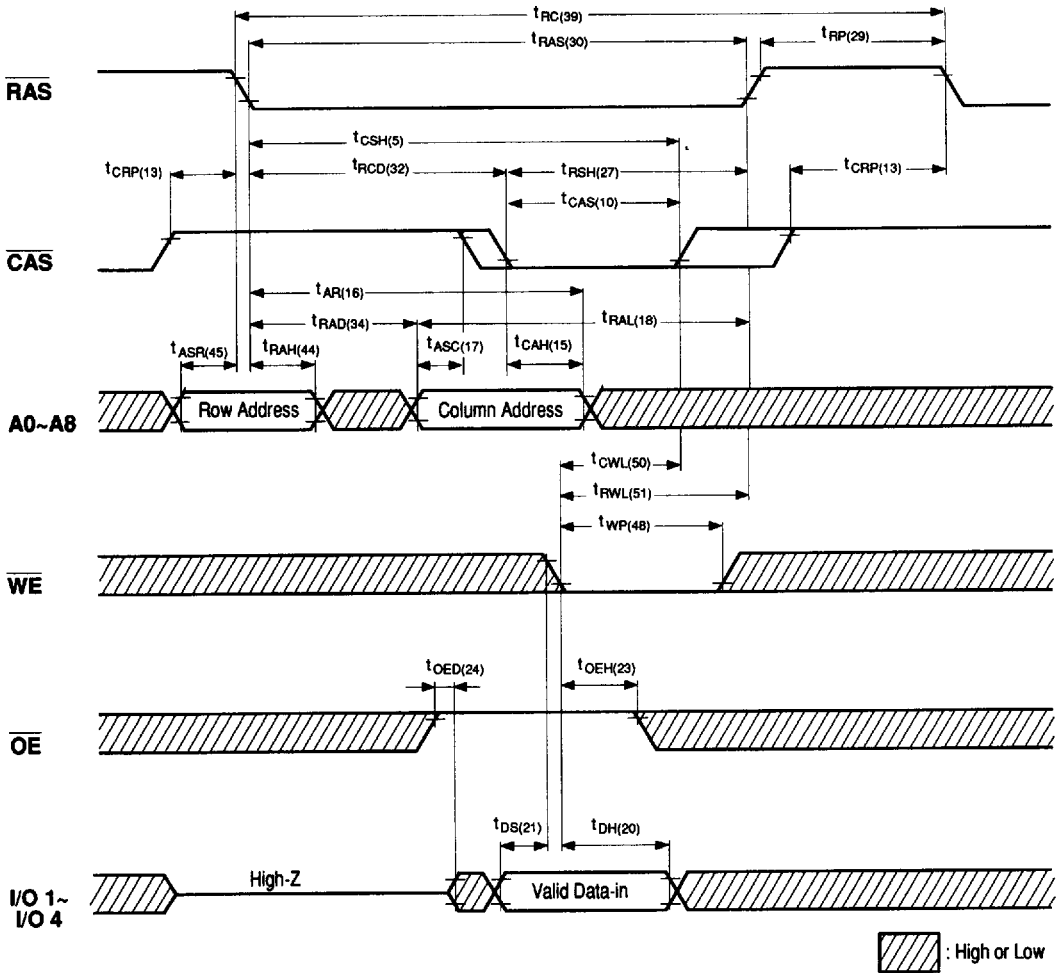 tRC(39)
tRAS(30)
tRP(29)
RAS
tCSH(5)
tCRP(13)
tRCD(32)
tRSH(27)
tCRP(13)
tCAS(10)
CAS
tAR(16)
tRAD(34)
tRAL(18)
tASR(45)
tRAH(44)
tASC(17)
tCAH(15)
A0~A8
Row Address
Column Address
tCWL(50)
tRWL(51)
tWP(48)
WE
tOED(24)
tOEH(23)
OE
tDS(21)
tDH(20)
I/O 1~
I/O 4
High-Z
Valid Data-in
: High or Low